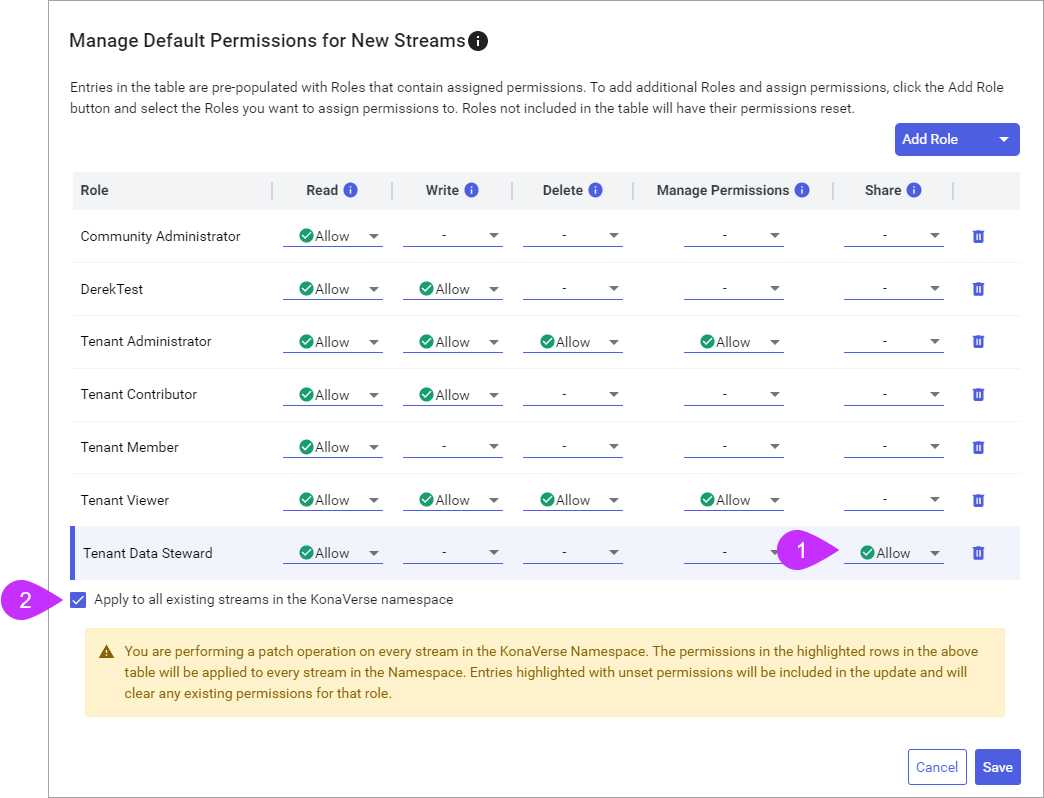 Manage Default Permissions for New Streams
Entries in the table are pre-populated with Roles that contain assigned permissions. To add additional Roles and assign permissions, click the Add Role
button and select the Roles you want to assign permissions to. Roles not included in the table will have their permissions reset.
Add Role
Role Read Write Delete Manage Permissions Share
Community Administrator Allow - - - -
DerekTest Allow Allow - - -
Tenant Administrator Allow Allow Allow Allow -
Tenant Contributor Allow Allow - - -
Tenant Member Allow - - - -
Tenant Viewer Allow Allow Allow Allow -
Tenant Data Steward Allow - - - 1 Allow
2 Apply to all existing streams in the KonaVerse namespace
You are performing a patch operation on every stream in the KonaVerse Namespace. The permissions in the highlighted rows in the above
table will be applied to every stream in the Namespace. Entries highlighted with unset permissions will be included in the update and will
clear any existing permissions for that role.
Cancel Save